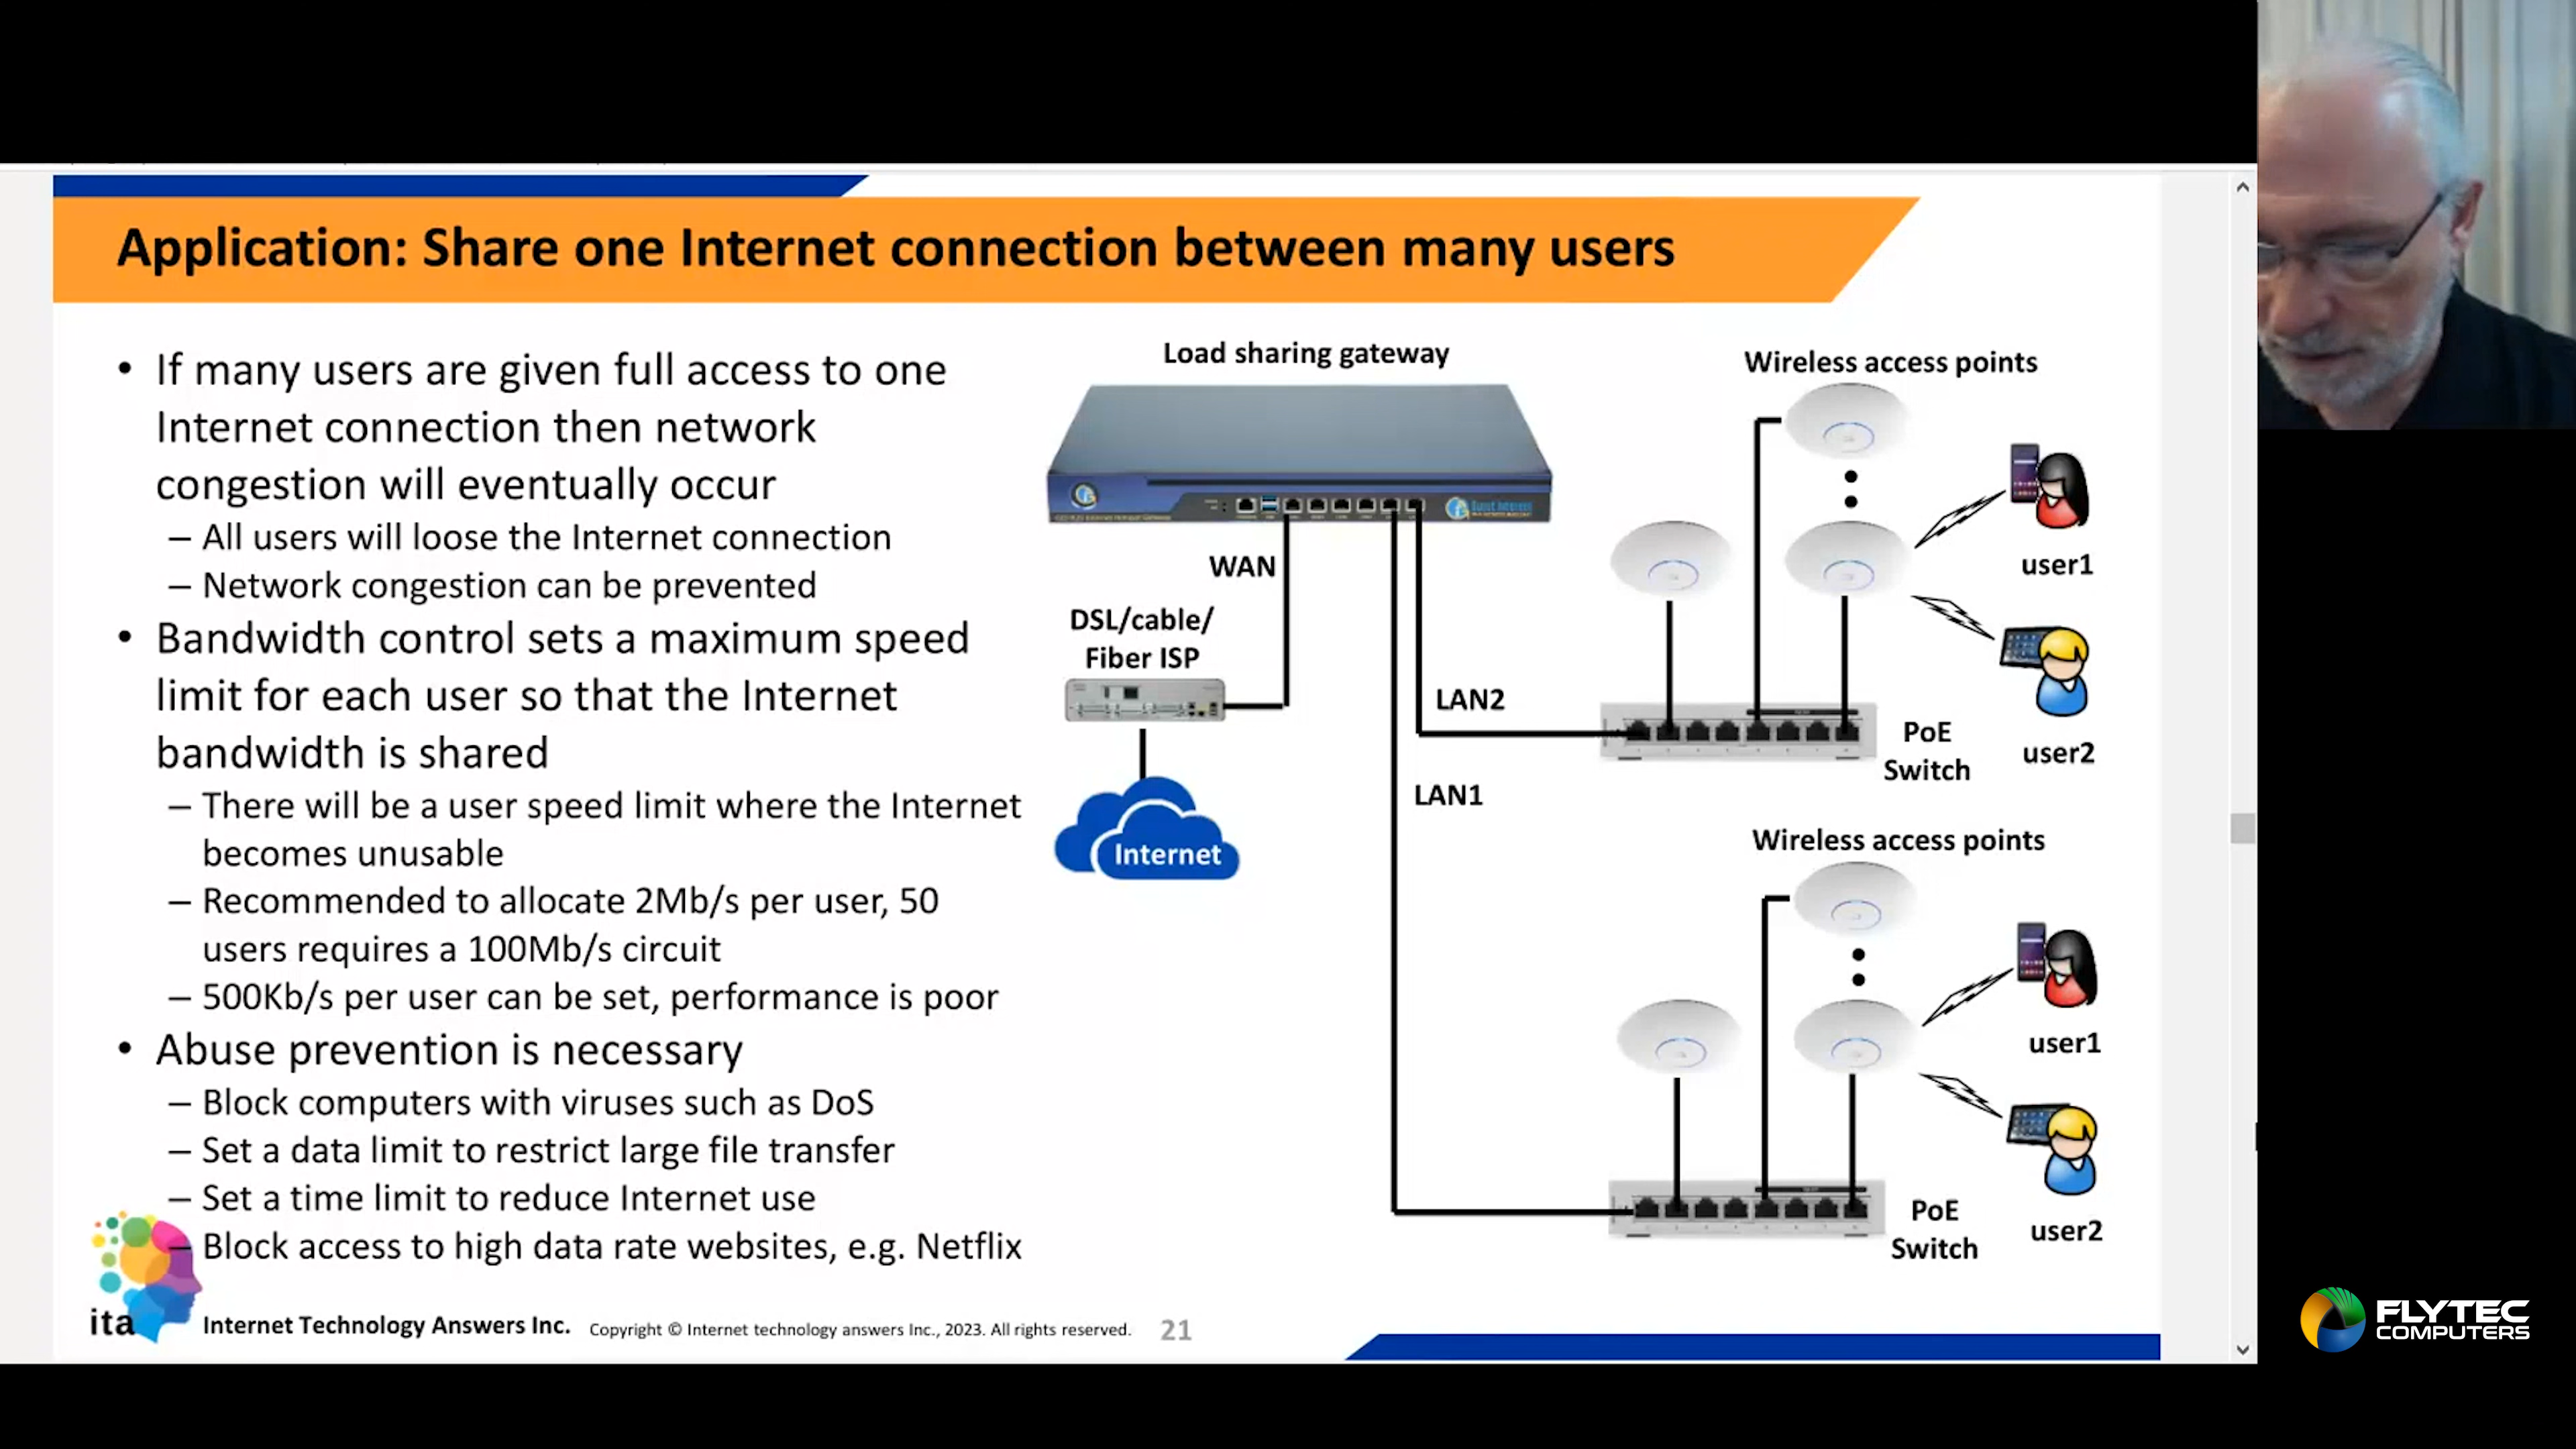 Application: Share one Internet connection between many users
• If many users are given full access to one
Internet connection then network
congestion will eventually occur
– All users will loose the Internet connection
– Network congestion can be prevented
• Bandwidth control sets a maximum speed
limit for each user so that the Internet
bandwidth is shared
– There will be a user speed limit where the Internet
becomes unusable
– Recommended to allocate 2Mb/s per user, 50
users requires a 100Mb/s circuit
– 500Kb/s per user can be set, performance is poor
• Abuse prevention is necessary
– Block computers with viruses such as DoS
– Set a data limit to restrict large file transfer
– Set a time limit to reduce Internet use
– Block access to high data rate websites, e.g. Netflix
Load sharing gateway
Guest Internet
WAN
DSL/cable/
Fiber ISP
Internet
LAN2
LAN1
Wireless access points
user1
user2
PoE
Switch
Wireless access points
user1
user2
PoE
Switch
ita
Internet Technology Answers Inc.
Copyright © Internet technology answers Inc., 2023. All rights reserved.
21
FLYTEC
COMPUTERS